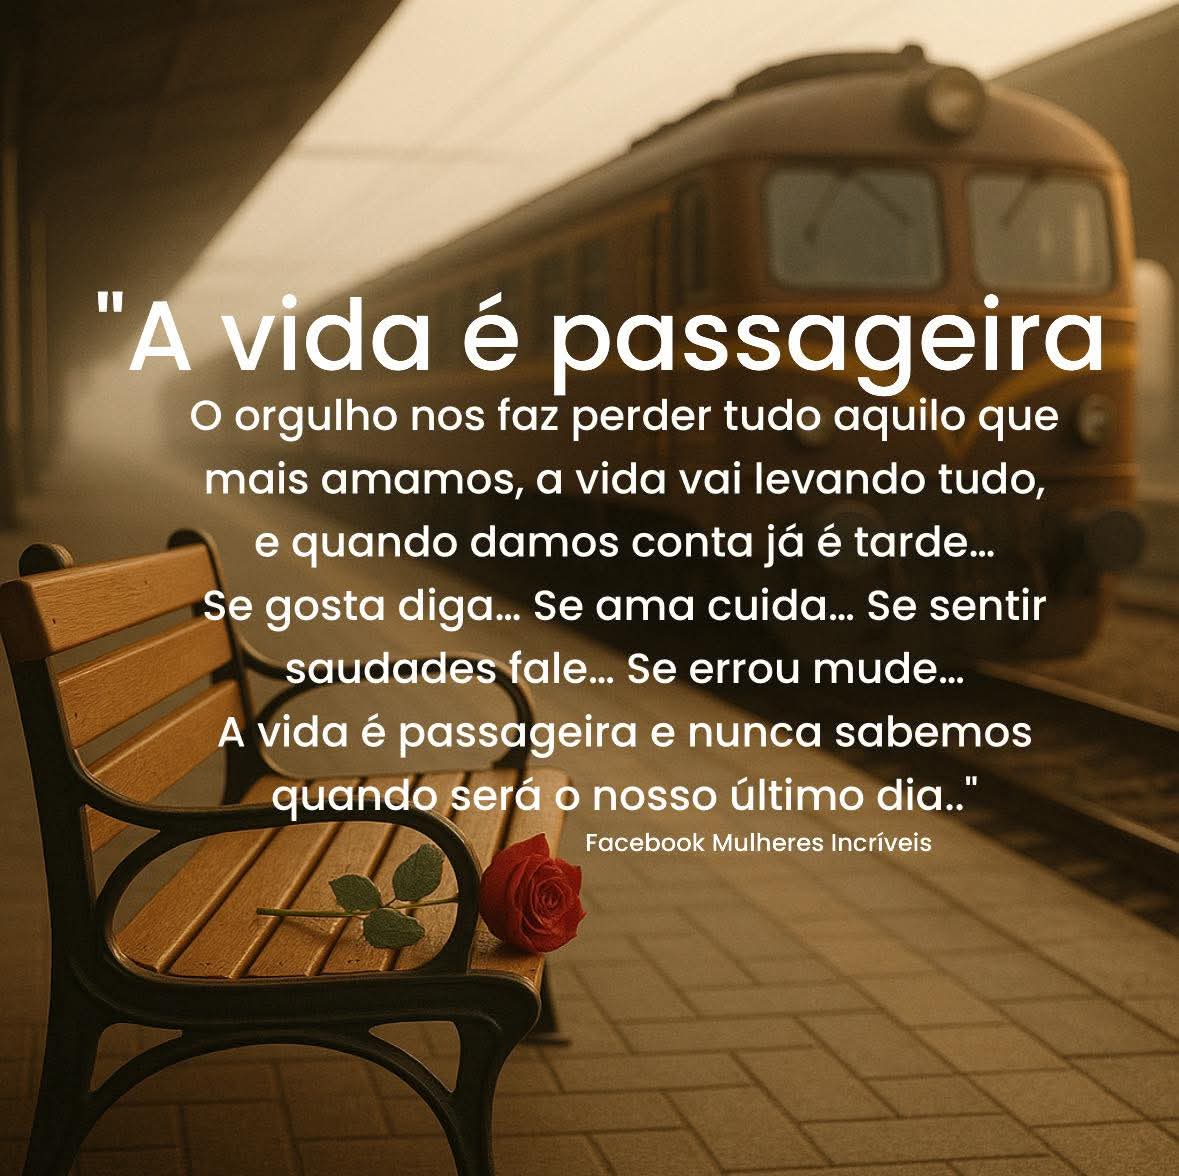 "A vida é passageira
O orgulho nos faz perder tudo aquilo que
mais amamos, a vida vai levando tudo,
e quando damos conta já é tarde...
Se gosta diga... Se ama cuida... Se sentir
saudades fale... Se errou mude...
A vida é passageira e nunca sabemos
quando será o nosso último dia.."
Facebook Mulheres Incríveis